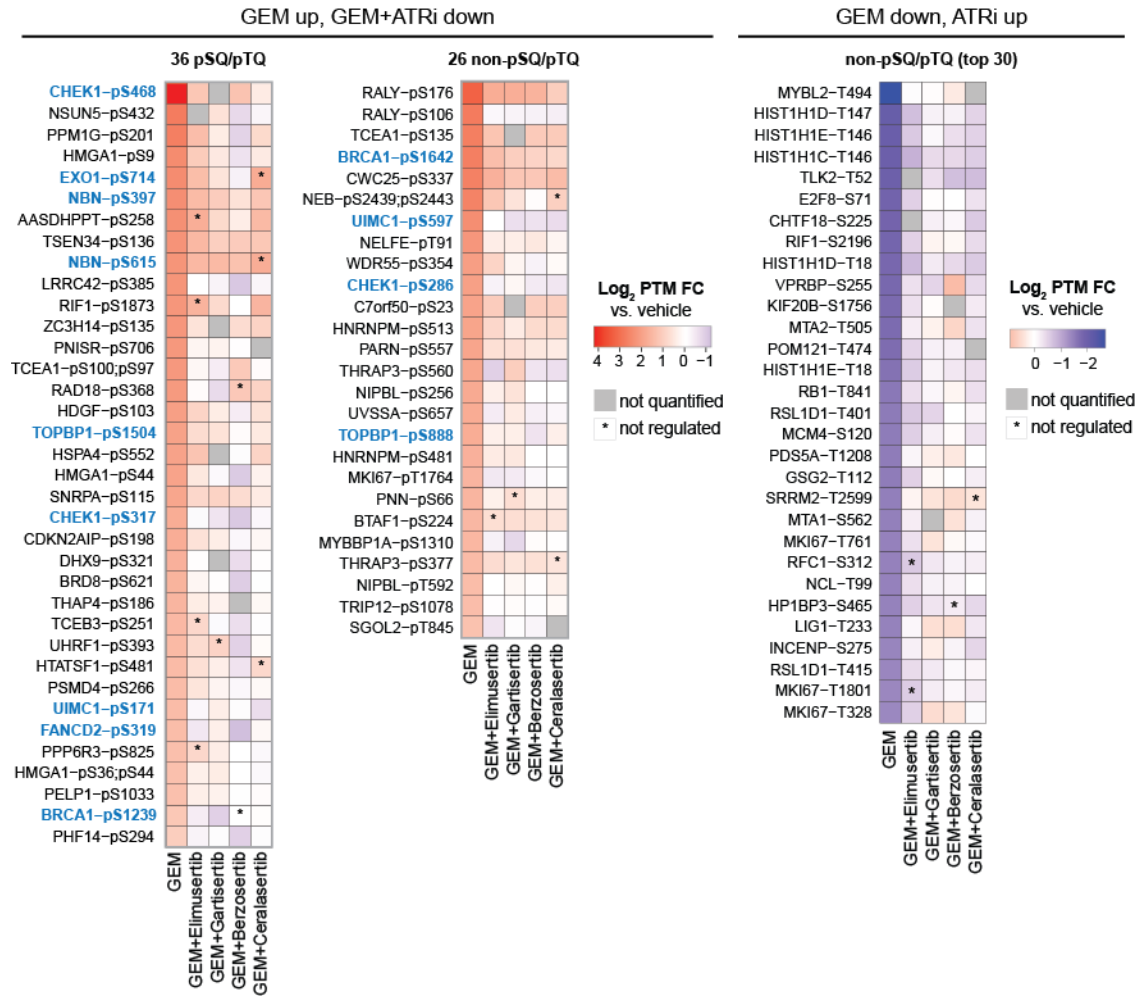 GEM up, GEM+ATRi down
GEM down, ATRi up
36 pSQ/pTQ
CHEK1–pS468
NSUN5–pS432
PPM1G–pS201
HMGA1–pS9
EXO1–pS714
*
NBN–pS397
AASDHPPT–pS258
*
TSEN34–pS136
NBN–pS615
*
LRRC42–pS385
RIF1–pS1873
*
ZC3H14–pS135
PNISR–pS706
TCEA1–pS100;pS97
RAD18–pS368
*
HDGF–pS103
TOPBP1–pS1504
HSPA4–pS552
HMGA1–pS44
SNRPA–pS115
CHEK1–pS317
CDKN2AIP–pS198
DHX9–pS321
BRD8–pS621
THAP4–pS186
TCEB3–pS251
*
UHRF1–pS393
*
HTATSF1–pS481
*
PSMD4–pS266
UIMC1–pS171
FANCD2–pS319
PPP6R3–pS825
*
HMGA1–pS36;pS44
PELP1–pS1033
BRCA1–pS1239
*
PHF14–pS294
GEM
GEM+Elimusertib
GEM+Gartisertib
GEM+Berzosertib
GEM+Ceralasertib
26 non-pSQ/pTQ
RALY–pS176
RALY–pS106
TCEA1–pS135
BRCA1–pS1642
CWC25–pS337
NEB-pS2439;pS2443
*
UIMC1–pS597
NELFE–pT91
WDR55–pS354
CHEK1–pS286
C7orf50–pS23
HNRNPM–pS513
PARN–pS557
THRAP3–pS560
NIPBL–pS256
UVSSA–pS657
TOPBP1–pS888
HNRNPM–pS481
MKI67–pT1764
PNN–pS66
*
BTAF1–pS224
*
MYBBP1A–pS1310
THRAP3–pS377
*
NIPBL–pT592
TRIP12–pS1078
SGOL2–pT845
GEM
GEM+Elimusertib
GEM+Gartisertib
GEM+Berzosertib
GEM+Ceralasertib
Log2 PTM FC
vs. vehicle
4 3 2 1 0 −1
not quantified
* not regulated
non-pSQ/pTQ (top 30)
MYBL2–T494
HIST1H1D–T147
HIST1H1E–T146
HIST1H1C–T146
TLK2–T52
E2F8–S71
CHTF18–S225
RIF1–S2196
HIST1H1D–T18
VPRBP–S255
KIF20B–S1756
MTA2–T505
POM121–T474
HIST1H1E–T18
RB1–T841
RSL1D1–T401
MCM4–S120
PDS5A–T1208
GSG2–T112
SRRM2–T2599
*
MTA1–S562
MKI67–T761
RFC1–S312
*
NCL–T99
HP1BP3–S465
*
LIG1–T233
INCENP–S275
RSL1D1–T415
MKI67–T1801
*
MKI67–T328
GEM
GEM+Elimusertib
GEM+Gartisertib
GEM+Berzosertib
GEM+Ceralasertib
Log2 PTM FC
vs. vehicle
0 −1 −2
not quantified
* not regulated